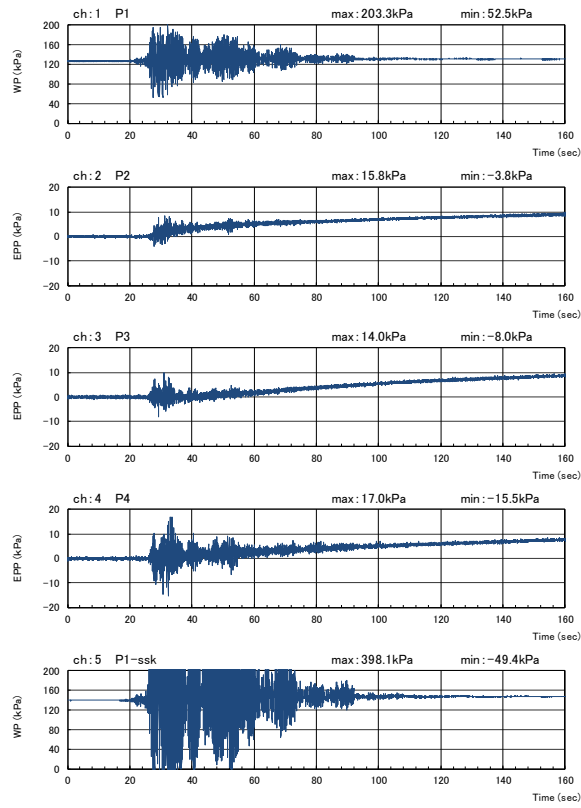 ch:1 P1 max:203.3kPa min:52.5kPa
WP (kPa)
200
160
120
80
40
0
0 20 40 60 80 100 120 140 160
Time (sec)
ch:2 P2 max:15.8kPa min:-3.8kPa
EPP (kPa)
20
10
0
-10
-20
0 20 40 60 80 100 120 140 160
Time (sec)
ch:3 P3 max:14.0kPa min:-8.0kPa
EPP (kPa)
20
10
0
-10
-20
0 20 40 60 80 100 120 140 160
Time (sec)
ch:4 P4 max:17.0kPa min:-15.5kPa
EPP (kPa)
20
10
0
-10
-20
0 20 40 60 80 100 120 140 160
Time (sec)
ch:5 P1-ssk max:398.1kPa min:-49.4kPa
WP (kPa)
200
160
120
80
40
0
0 20 40 60 80 100 120 140 160
Time (sec)